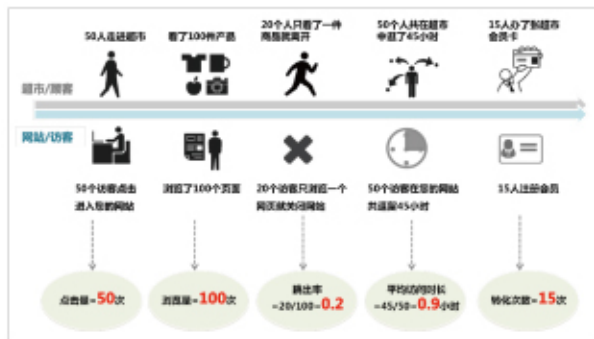 50人走进超市
看了100件产品
20个人只看了一件
商品就离开
50个人共在超市
中逛了45小时
15人办了张超市
会员卡
超市/顾客
网站/访客
50个访客点击
进入您的网站
浏览了100个页面
20个访客只浏览一个
网页就关闭网站
50个访客在您的网站
共逗留45小时
15人注册会员
点击量=50次
浏览量=100次
跳出率
=20/100=0.2
平均访问时长
=45/50=0.9小时
转化次数=15次